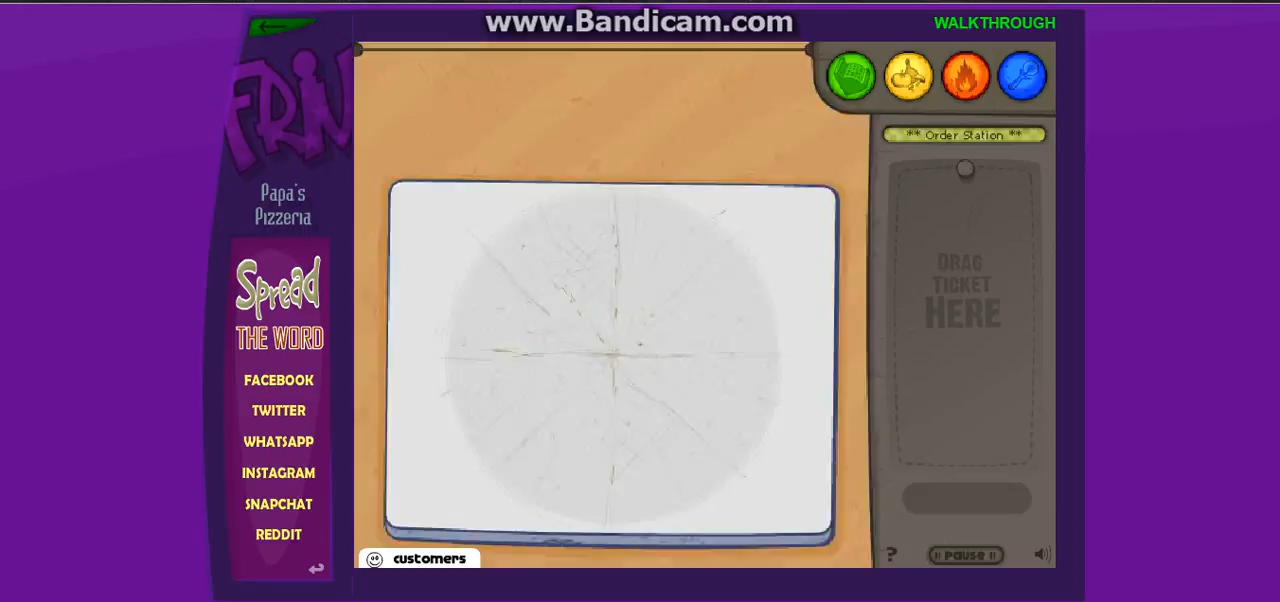 www.Bandicam.com
WALKTHROUGH
FRIV
Papa's
Pizzeria
** Order Station **
Spread
THE WORD
DRAG
TICKET
HERE
FACEBOOK
TWITTER
WHATSAPP
INSTAGRAM
SNAPCHAT
REDDIT
customers
?
pause